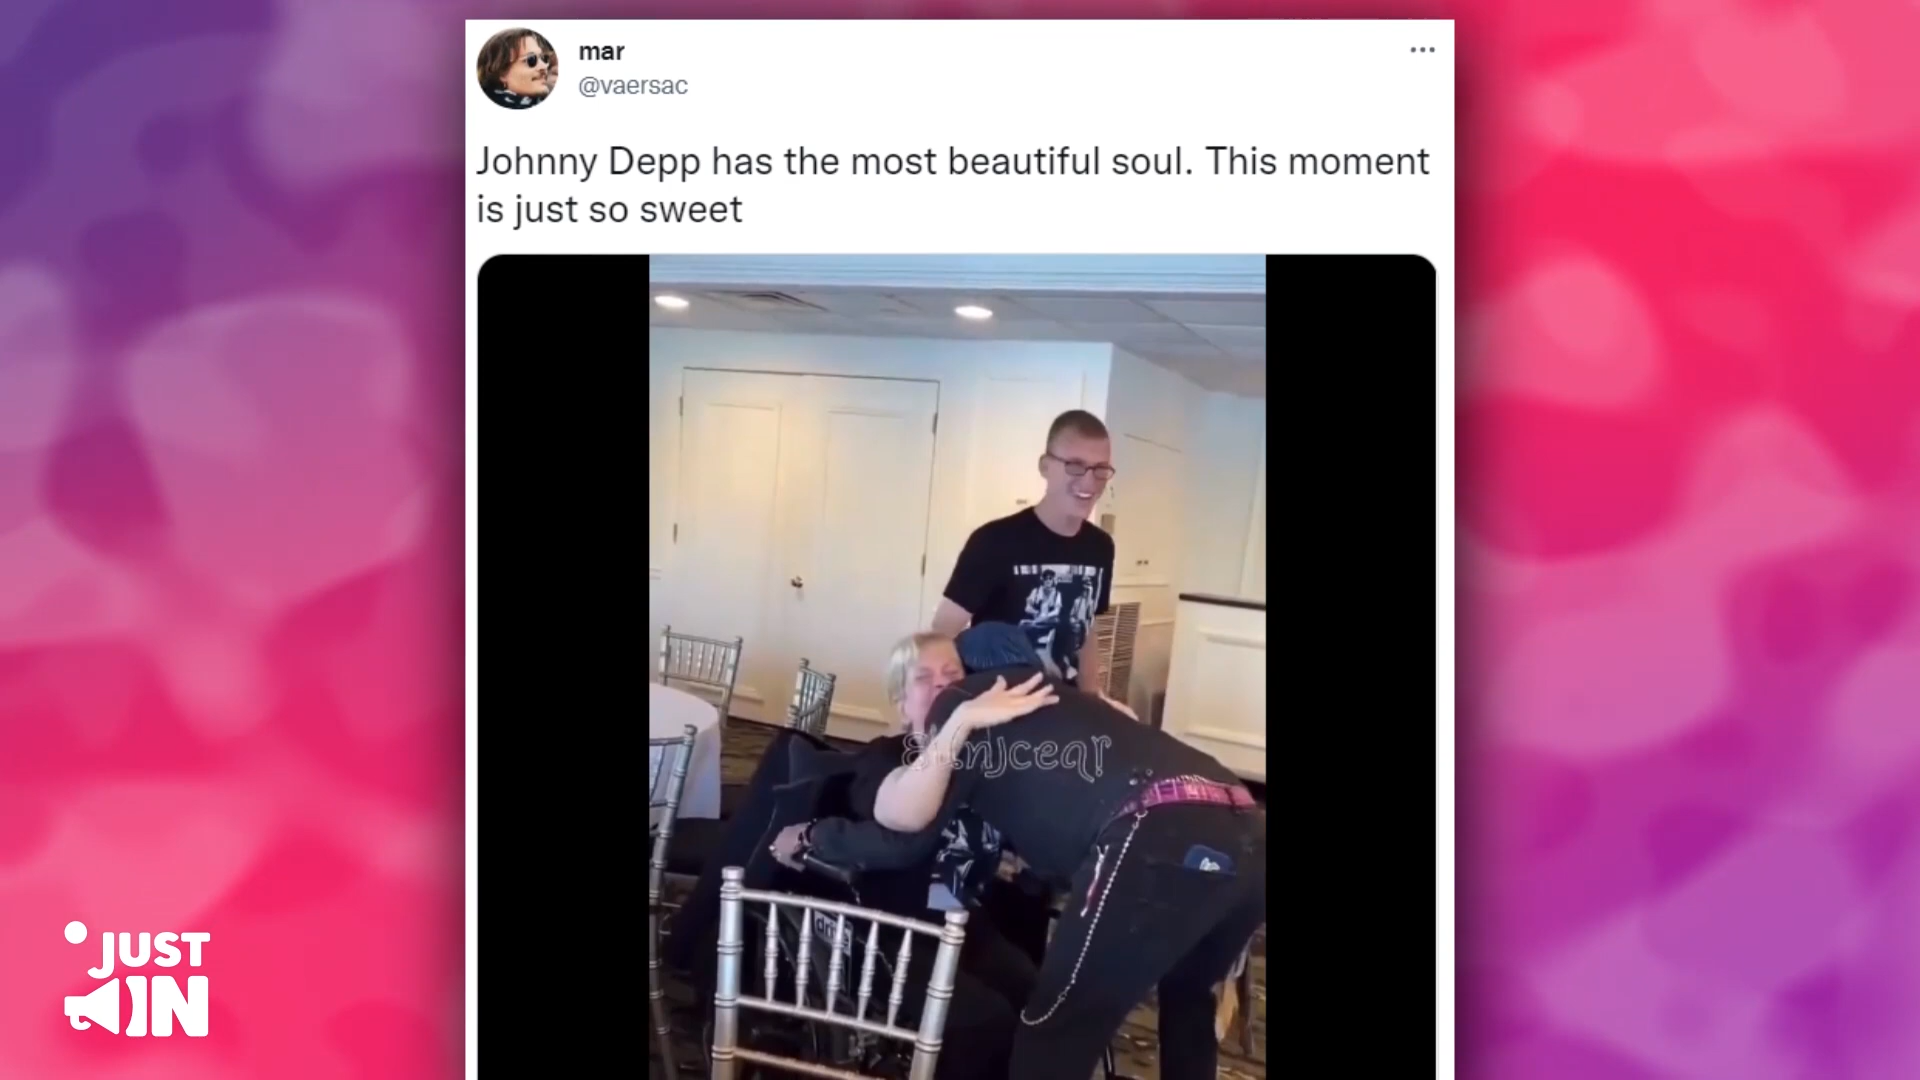 mar
@vaersac
Johnny Depp has the most beautiful soul. This moment
is just so sweet
JUST
IN